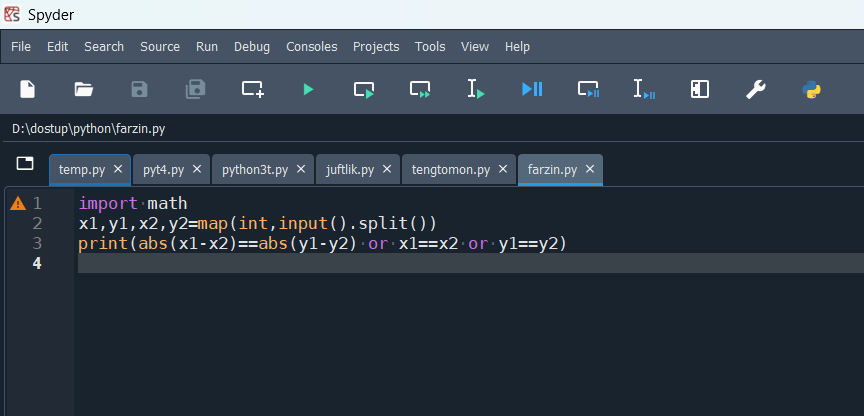 Spyder
File Edit Search Source Run Debug Consoles Projects Tools View Help
D:\dostup\python\farzin.py
temp.py pyt4.py python3t.py juftlik.py tengtomon.py farzin.py
1 import math
2 x1,y1,x2,y2=map(int,input().split())
3 print(abs(x1-x2)==abs(y1-y2) or x1==x2 or y1==y2)
4